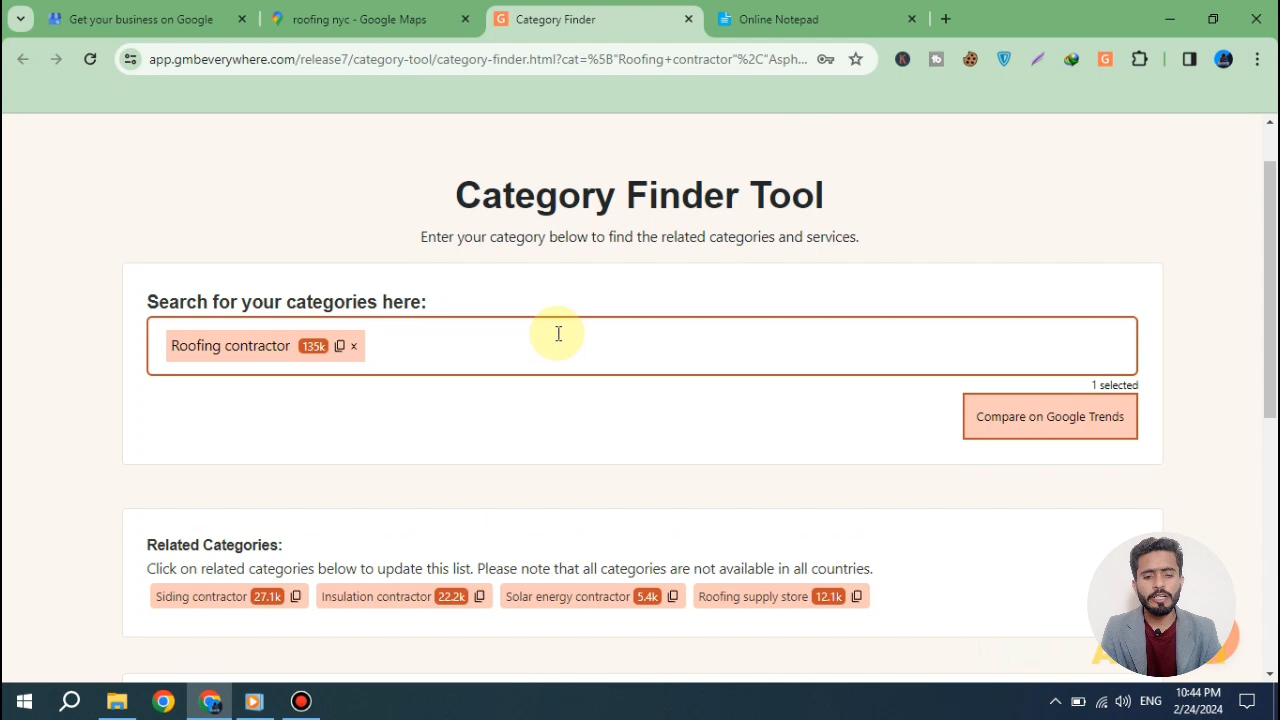 Get your business on Google
roofing nyc - Google Maps
Category Finder
Online Notepad
app.gmbeverywhere.com/release7/category-tool/category-finder.html?cat=%5B"Roofing+contractor"%2C"Asph...
Category Finder Tool
Enter your category below to find the related categories and services.
Search for your categories here:
Roofing contractor 135k ×
1 selected
Compare on Google Trends
Related Categories:
Click on related categories below to update this list. Please note that all categories are not available in all countries.
Siding contractor 27.1k Insulation contractor 22.2k Solar energy contractor 5.4k Roofing supply store 12.1k
ENG
10:44 PM
2/24/2024